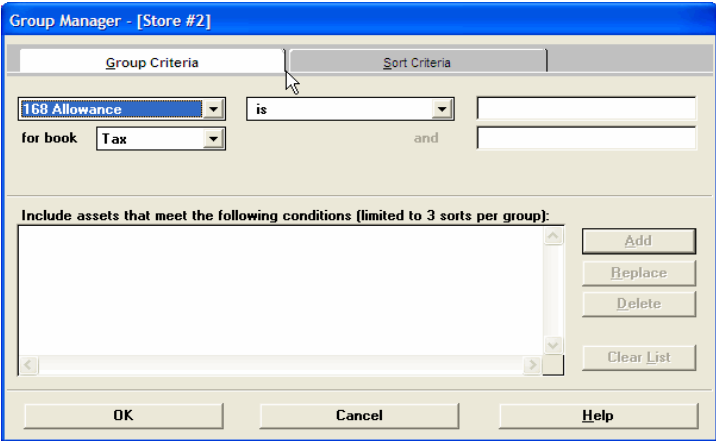 Group Manager - [Store #2]
Group Criteria
Sort Criteria
168 Allowance
is
for book
Tax
and
Include assets that meet the following conditions (limited to 3 sorts per group):
Add
Replace
Delete
Clear List
OK
Cancel
Help